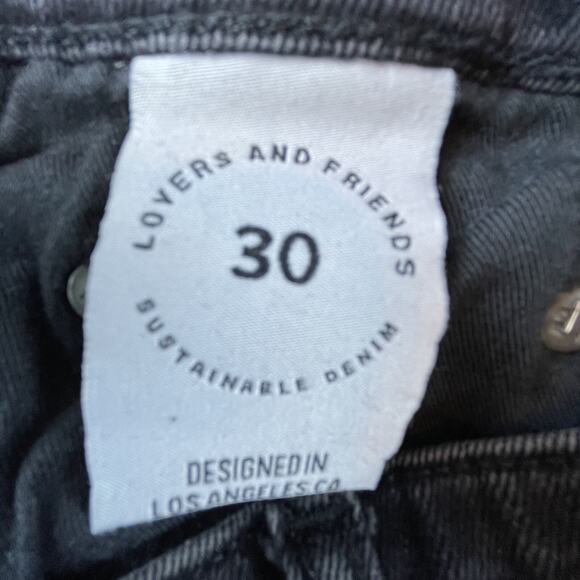 LOVERS AND FRIENDS
30
SUSTAINABLE DENIM
DESIGNED IN
LOS ANGELES CA